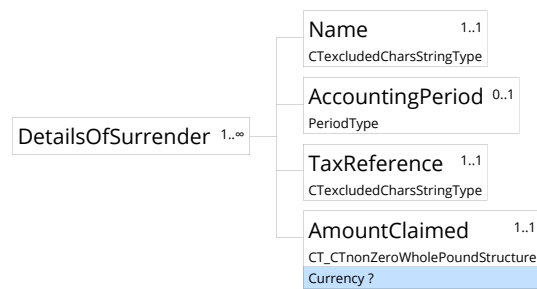 Name 1..1
CTexcludedCharsStringType
AccountingPeriod 0..1
PeriodType
DetailsOfSurrender 1..∞
TaxReference 1..1
CTexcludedCharsStringType
AmountClaimed 1..1
CT_CTnonZeroWholePoundStructure
Currency ?